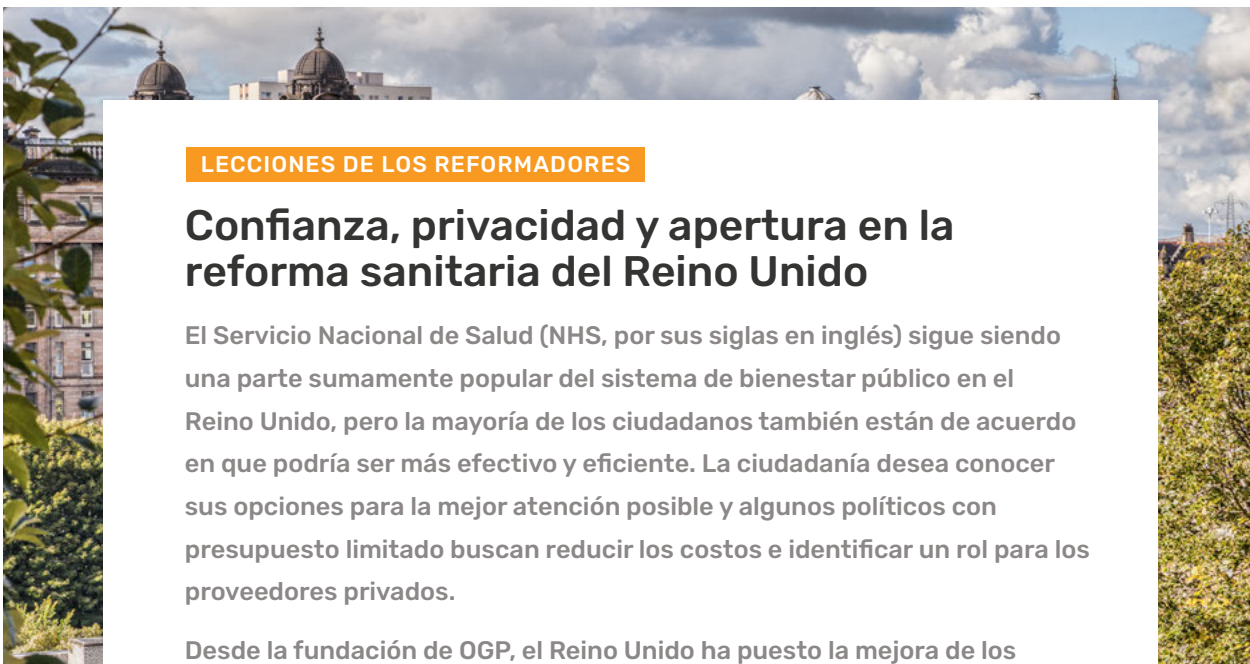 LECCIONES DE LOS REFORMADORES
Confianza, privacidad y apertura en la
reforma sanitaria del Reino Unido
El Servicio Nacional de Salud (NHS, por sus siglas en inglés) sigue siendo
una parte sumamente popular del sistema de bienestar público en el
Reino Unido, pero la mayoría de los ciudadanos también están de acuerdo
en que podría ser más efectivo y eficiente. La ciudadanía desea conocer
sus opciones para la mejor atención posible y algunos políticos con
presupuesto limitado buscan reducir los costos e identificar un rol para los
proveedores privados.
Desde la fundación de OGP, el Reino Unido ha puesto la mejora de los